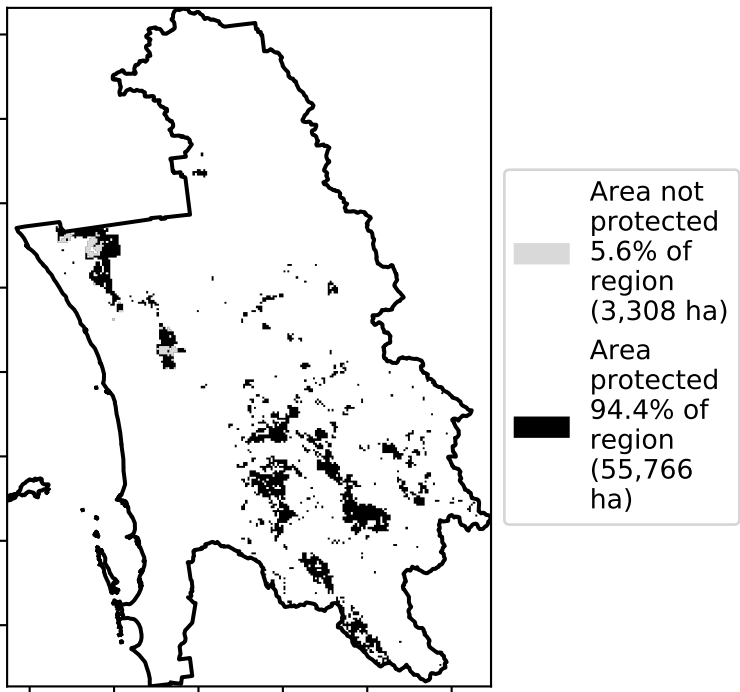 Area not
protected
5.6% of
region
(3,308 ha)
Area
protected
94.4% of
region
(55,766
ha)